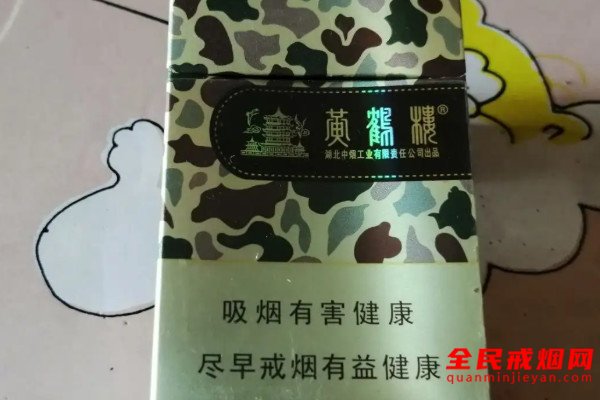 黄鹤楼®
湖北中烟工业有限责任公司出品
吸烟有害健康
尽早戒烟有益健康
全民戒烟网
quanminjieyan.com